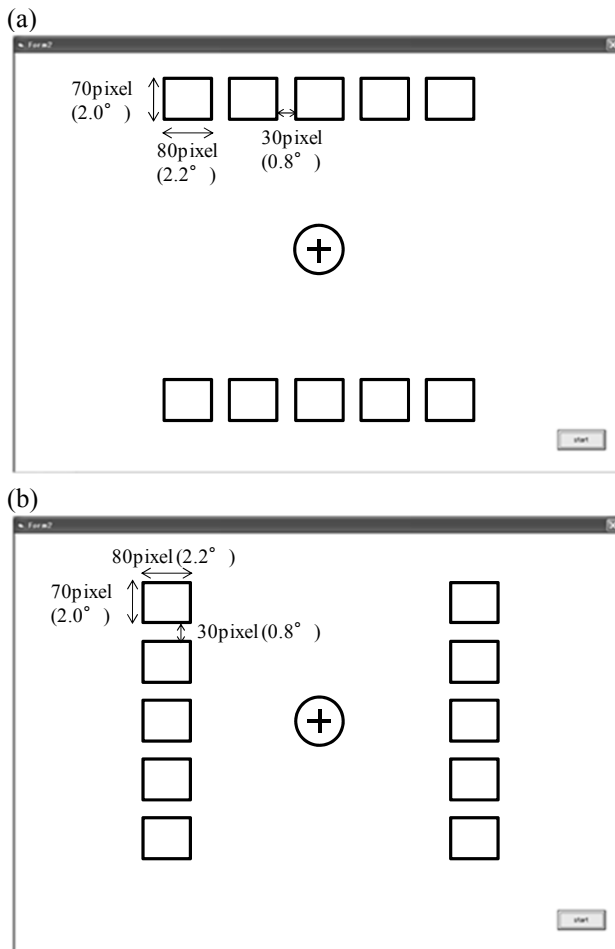 (a)
Form2
70pixel
(2.0°)
80pixel
(2.2°)
30pixel
(0.8°)
start
(b)
Form2
80pixel(2.2°)
70pixel
(2.0°)
30pixel(0.8°)
start